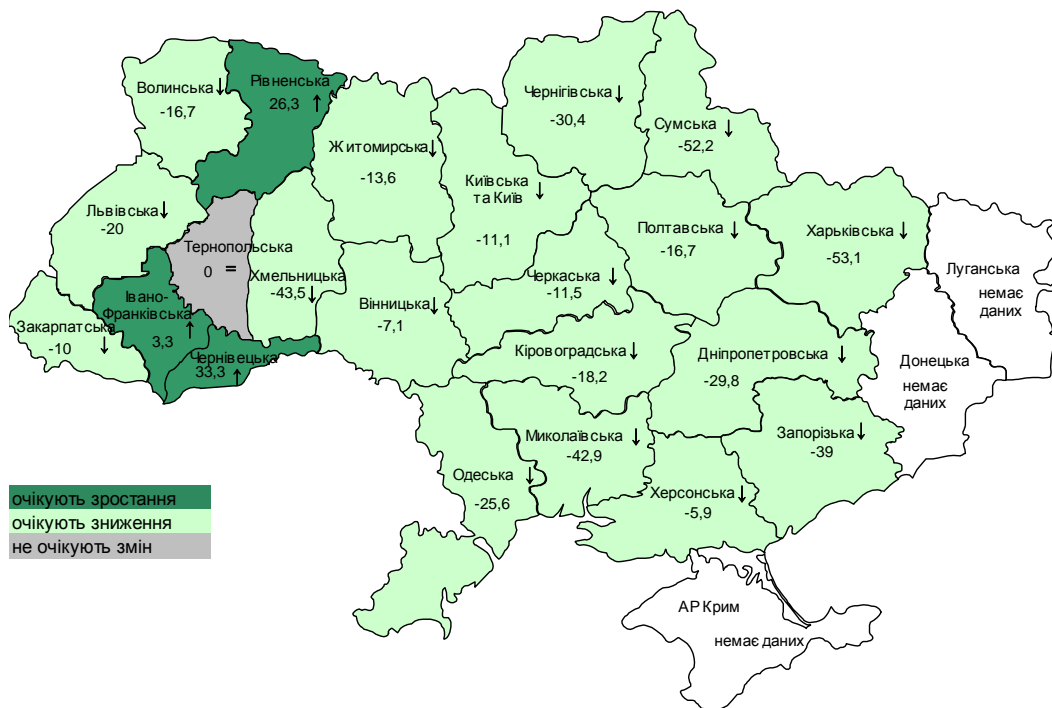 Волинська ↓
-16,7
Рівненська
26,3 ↑
Житомирська ↓
-13,6
Чернігівська ↓
-30,4
Сумська ↓
-52,2
Київська
та Київ ↓
-11,1
Львівська ↓
-20
Тернопольська
0 =
Хмельницька
-43,5 ↓
Вінницька ↓
-7,1
Черкаська ↓
-11,5
Полтавська ↓
-16,7
Харьківська ↓
-53,1
Луганська
немає
даних
Івано-
Франківська
3,3 ↑
Закарпатська
-10 ↓
Чернівецька
33,3 ↑
Кіровоградська ↓
-18,2
Дніпропетровська ↓
-29,8
Донецька
немає
даних
Миколаївська ↓
-42,9
Запорізька ↓
-39
Одеська ↓
-25,6
Херсонська ↓
-5,9
АР Крим
немає даних
очікують зростання
очікують зниження
не очікують змін